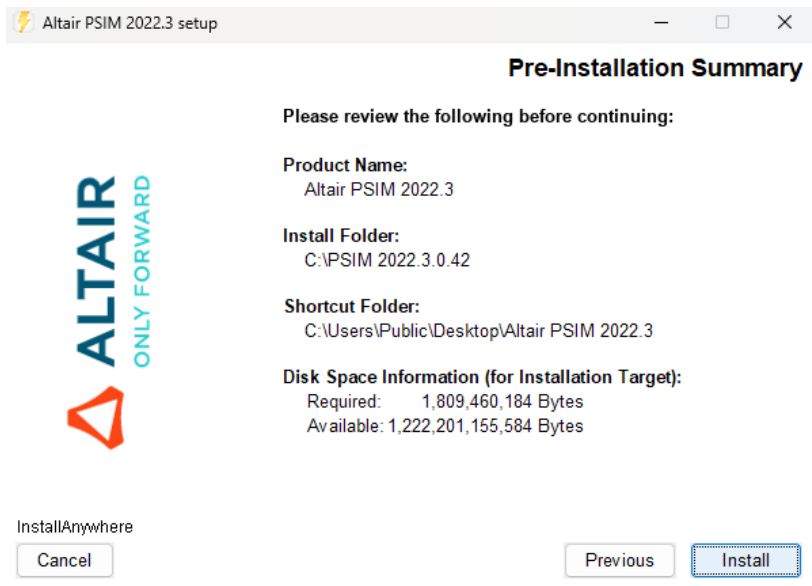 Altair PSIM 2022.3 setup
Pre-Installation Summary
Please review the following before continuing:
Product Name:
Altair PSIM 2022.3
Install Folder:
C:\PSIM 2022.3.0.42
Shortcut Folder:
C:\Users\Public\Desktop\Altair PSIM 2022.3
Disk Space Information (for Installation Target):
Required: 1,809,460,184 Bytes
Available: 1,222,201,155,584 Bytes
ALTAIR
ONLY FORWARD
InstallAnywhere
Cancel
Previous
Install